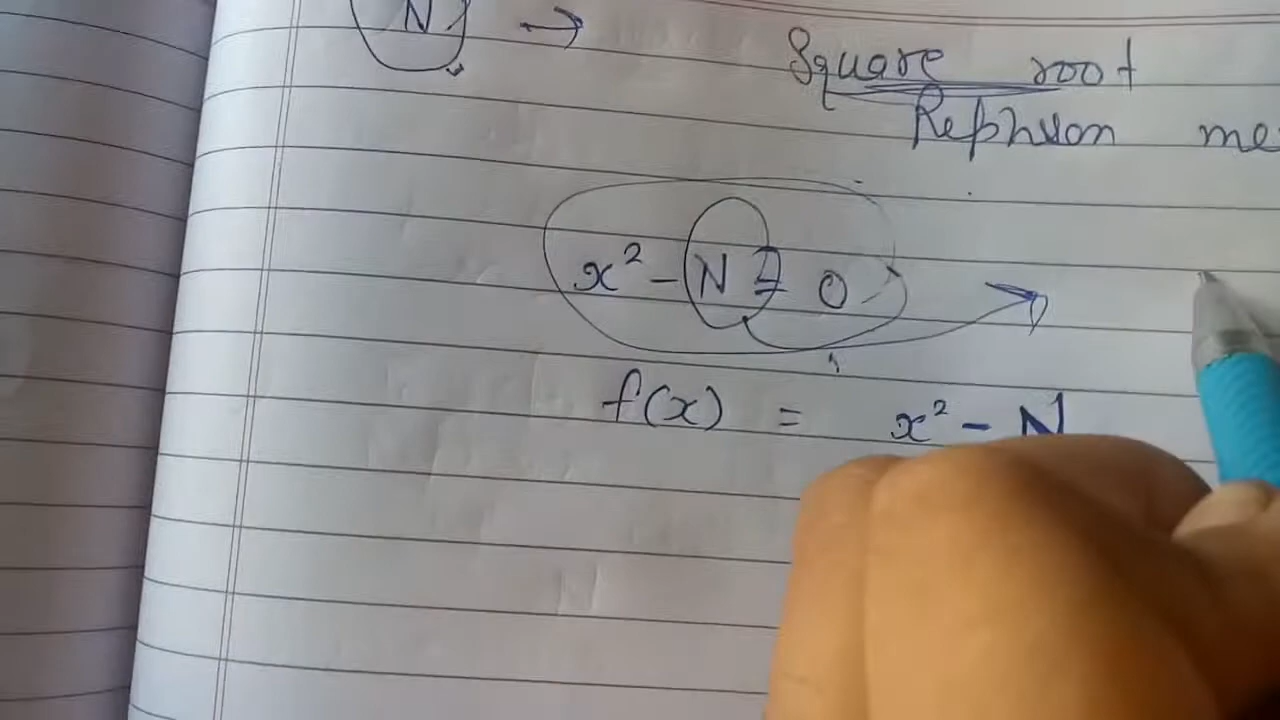 N →
Square root
Rephson me
x² - N = 0
f(x) = x² - N